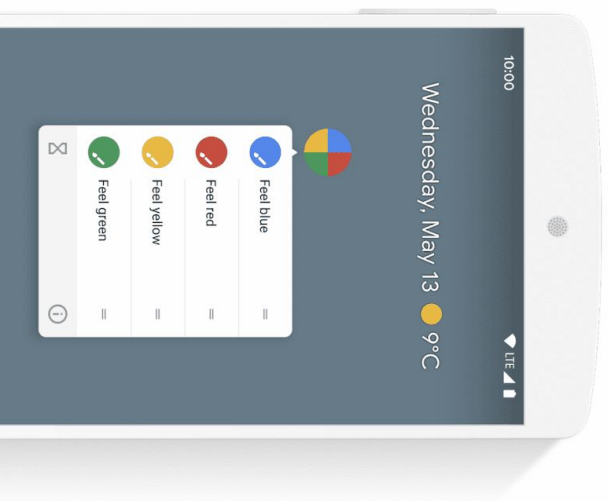 10:00
LTE
Wednesday, May 13 9°C
Feel blue
Feel red
Feel yellow
Feel green